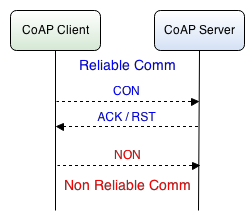 CoAP Client
CoAP Server
Reliable Comm
CON
ACK / RST
NON
Non Reliable Comm